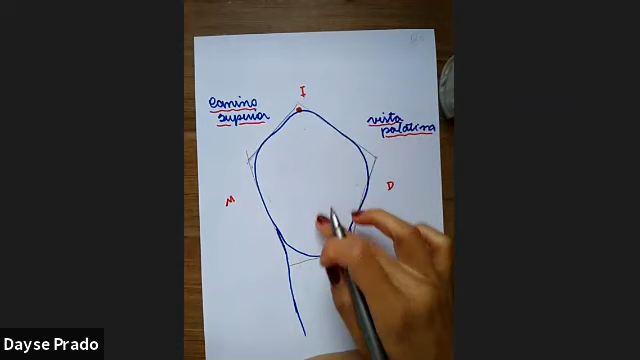 I
canino
superior
vista
palatina
M
D
Dayse Prado